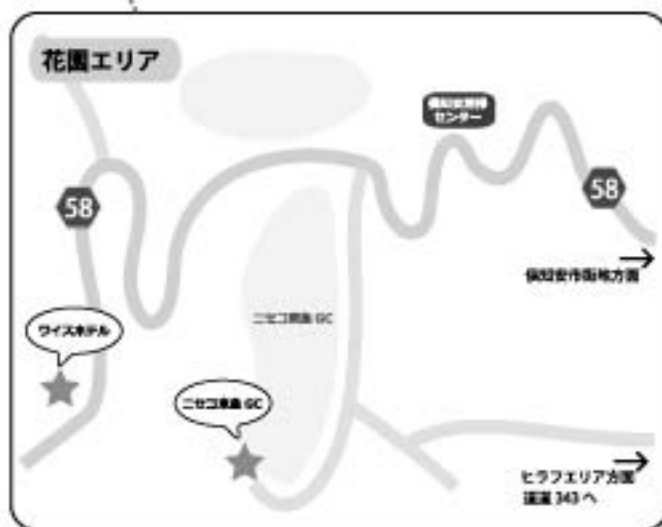 花園エリア
センター
58
58
倶知安市街地方面
ワイスホテル
ニセコ東急 GC
ニセコ東急 GC
ヒラフエリア方面
道道 343 へ